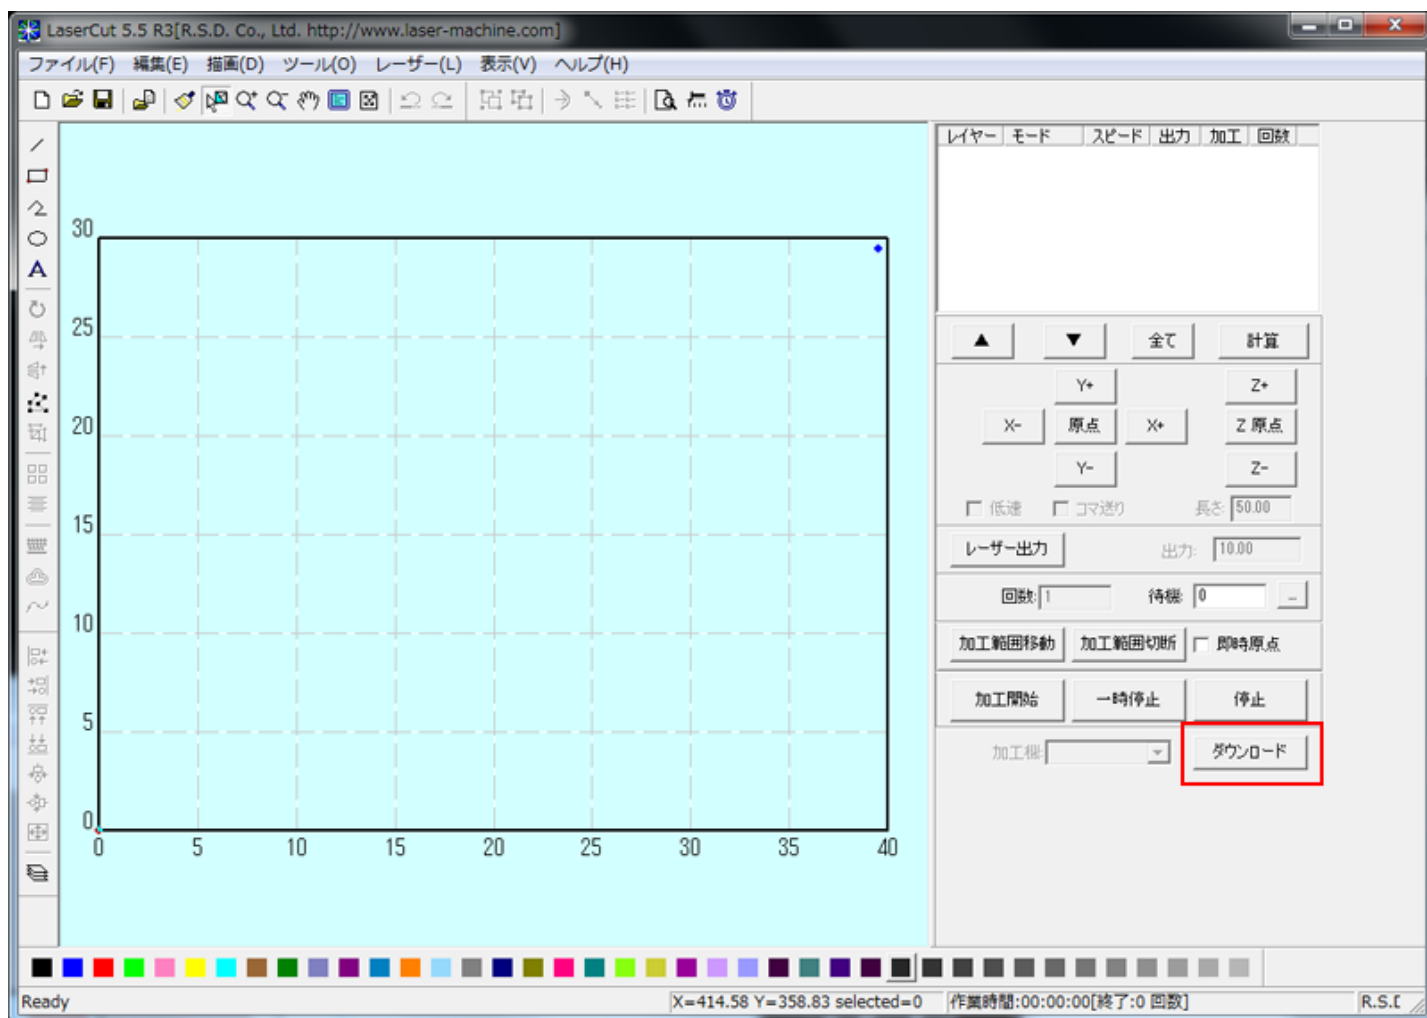 LaserCut 5.5 R3[R.S.D. Co., Ltd. http://www.laser-machine.com]
ファイル(F) 編集(E) 描画(D) ツール(O) レーザー(L) 表示(V) ヘルプ(H)
レイヤー モード スピード 出力 加工 回数
▲ ▼ 全て 計算
Y+ Z+
X- 原点 X+ Z 原点
Y- Z-
低速 コマ送り 長さ: 50.00
レーザー出力 出力: 10.00
回数: 1 待機: 0 ...
加工範囲移動 加工範囲切断 即時原点
加工開始 一時停止 停止
加工機: ダウンロード
A
30
25
20
15
10
5
0
0 5 10 15 20 25 30 35 40
Ready X=414.58 Y=358.83 selected=0 作業時間:00:00:00[終了:0 回数] R.S.D